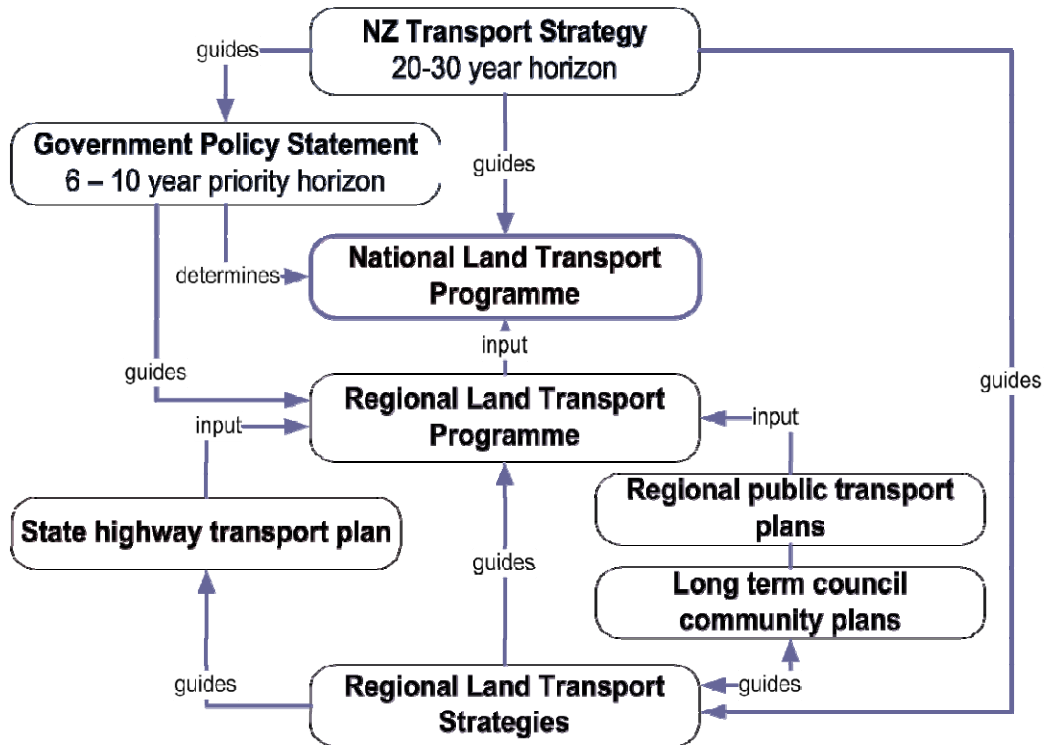 NZ Transport Strategy
20-30 year horizon
guides
Government Policy Statement
6 – 10 year priority horizon
guides
National Land Transport
Programme
determines
input
guides
guides
Regional Land Transport
Programme
input
input
Regional public transport
plans
State highway transport plan
guides
Long term council
community plans
guides
guides
Regional Land Transport
Strategies